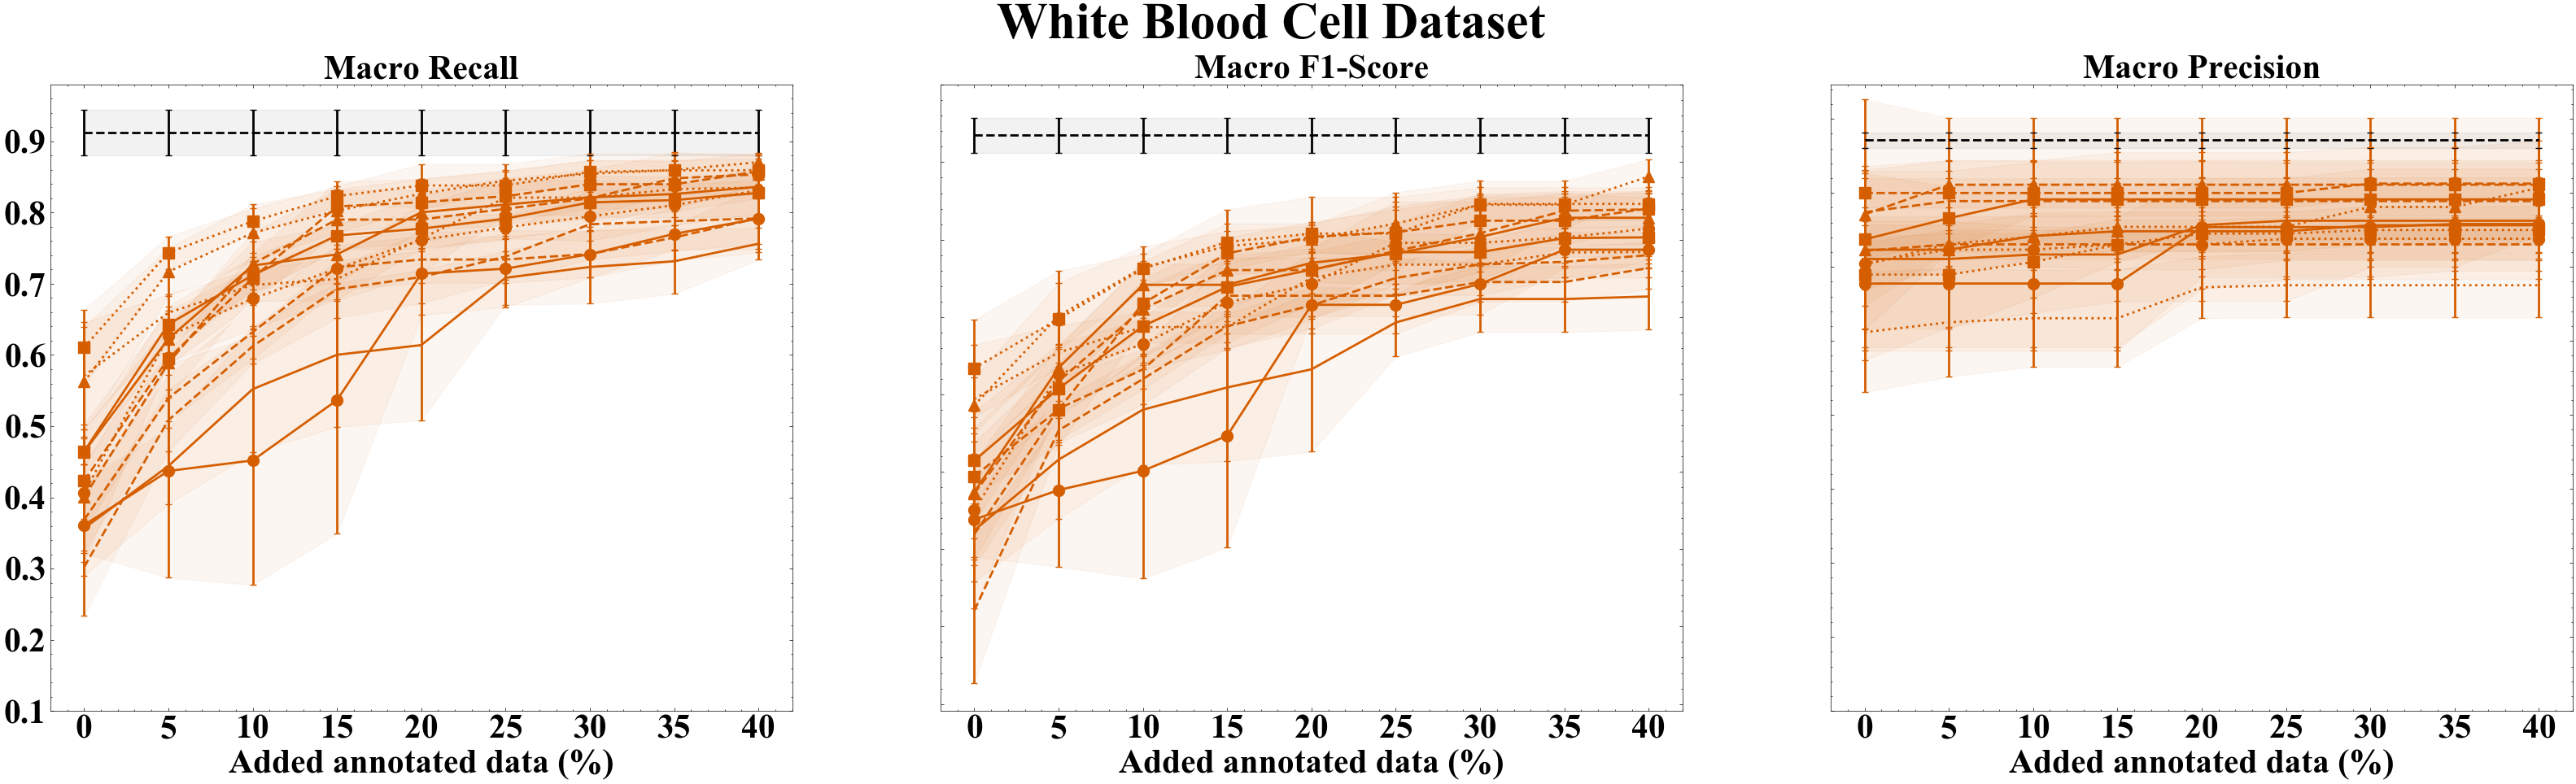 White Blood Cell Dataset
Macro Recall
0.9
0.8
0.7
0.6
0.5
0.4
0.3
0.2
0.1
0 5 10 15 20 25 30 35 40
Added annotated data (%)
Macro F1-Score
0 5 10 15 20 25 30 35 40
Added annotated data (%)
Macro Precision
0 5 10 15 20 25 30 35 40
Added annotated data (%)